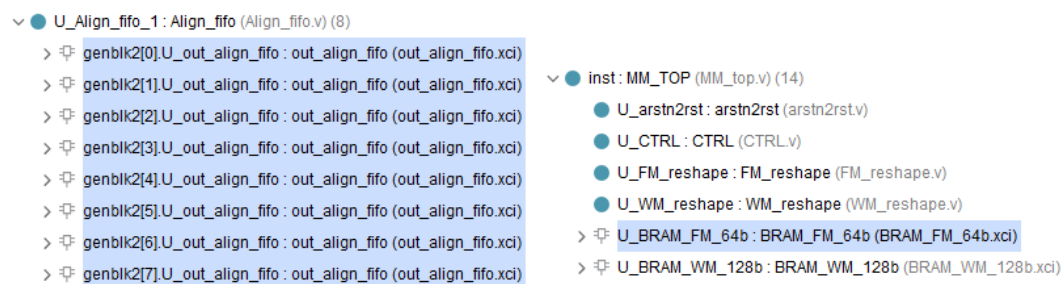 U_Align_fifo_1 : Align_fifo (Align_fifo.v) (8)
genblk2[0].U_out_align_fifo : out_align_fifo (out_align_fifo.xci)
genblk2[1].U_out_align_fifo : out_align_fifo (out_align_fifo.xci)
genblk2[2].U_out_align_fifo : out_align_fifo (out_align_fifo.xci)
genblk2[3].U_out_align_fifo : out_align_fifo (out_align_fifo.xci)
genblk2[4].U_out_align_fifo : out_align_fifo (out_align_fifo.xci)
genblk2[5].U_out_align_fifo : out_align_fifo (out_align_fifo.xci)
genblk2[6].U_out_align_fifo : out_align_fifo (out_align_fifo.xci)
genblk2[7].U_out_align_fifo : out_align_fifo (out_align_fifo.xci)
inst : MM_TOP (MM_top.v) (14)
U_arstn2rst : arstn2rst (arstn2rst.v)
U_CTRL : CTRL (CTRL.v)
U_FM_reshape : FM_reshape (FM_reshape.v)
U_WM_reshape : WM_reshape (WM_reshape.v)
U_BRAM_FM_64b : BRAM_FM_64b (BRAM_FM_64b.xci)
U_BRAM_WM_128b : BRAM_WM_128b (BRAM_WM_128b.xci)